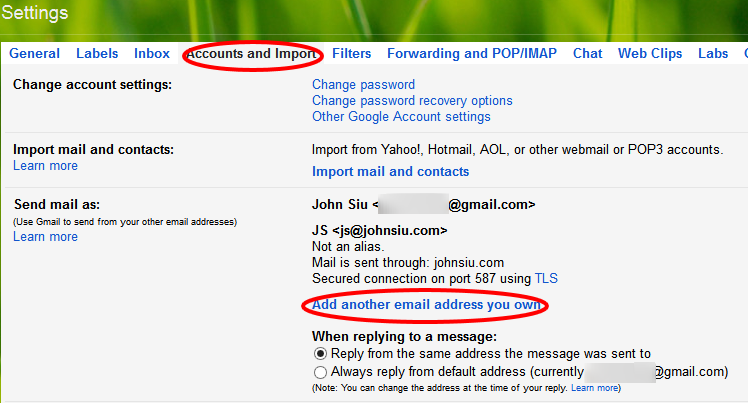 Settings
General Labels Inbox Accounts and Import Filters Forwarding and POP/IMAP Chat Web Clips Labs
Change account settings:
Change password
Change password recovery options
Other Google Account settings
Import mail and contacts:
Learn more
Import from Yahoo!, Hotmail, AOL, or other webmail or POP3 accounts.
Import mail and contacts
Send mail as:
(Use Gmail to send from your other email addresses)
Learn more
John Siu < @gmail.com>
JS <js@johnsiu.com>
Not an alias.
Mail is sent through: johnsiu.com
Secured connection on port 587 using TLS
Add another email address you own
When replying to a message:
Reply from the same address the message was sent to
Always reply from default address (currently @gmail.com)
(Note: You can change the address at the time of your reply. Learn more)